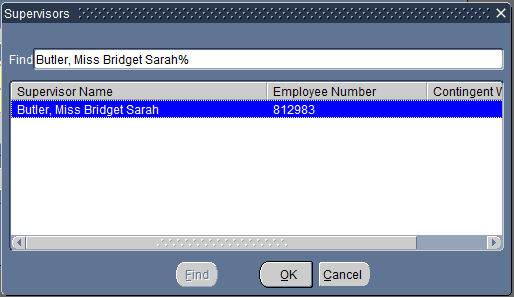 Supervisors
Find Butler, Miss Bridget Sarah%
Supervisor Name Employee Number Contingent W
Butler, Miss Bridget Sarah 812983
Find OK Cancel